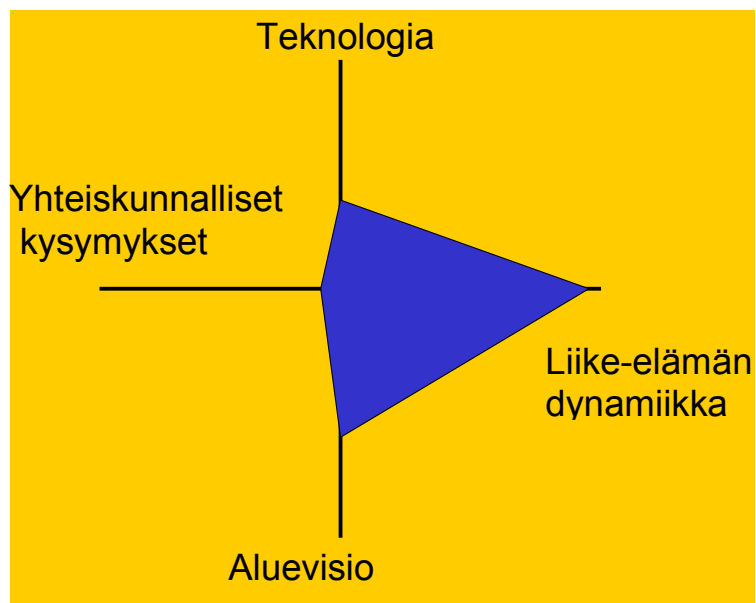 Teknologia
Yhteiskunnalliset
kysymykset
Liike-elämän
dynamiikka
Aluevisio